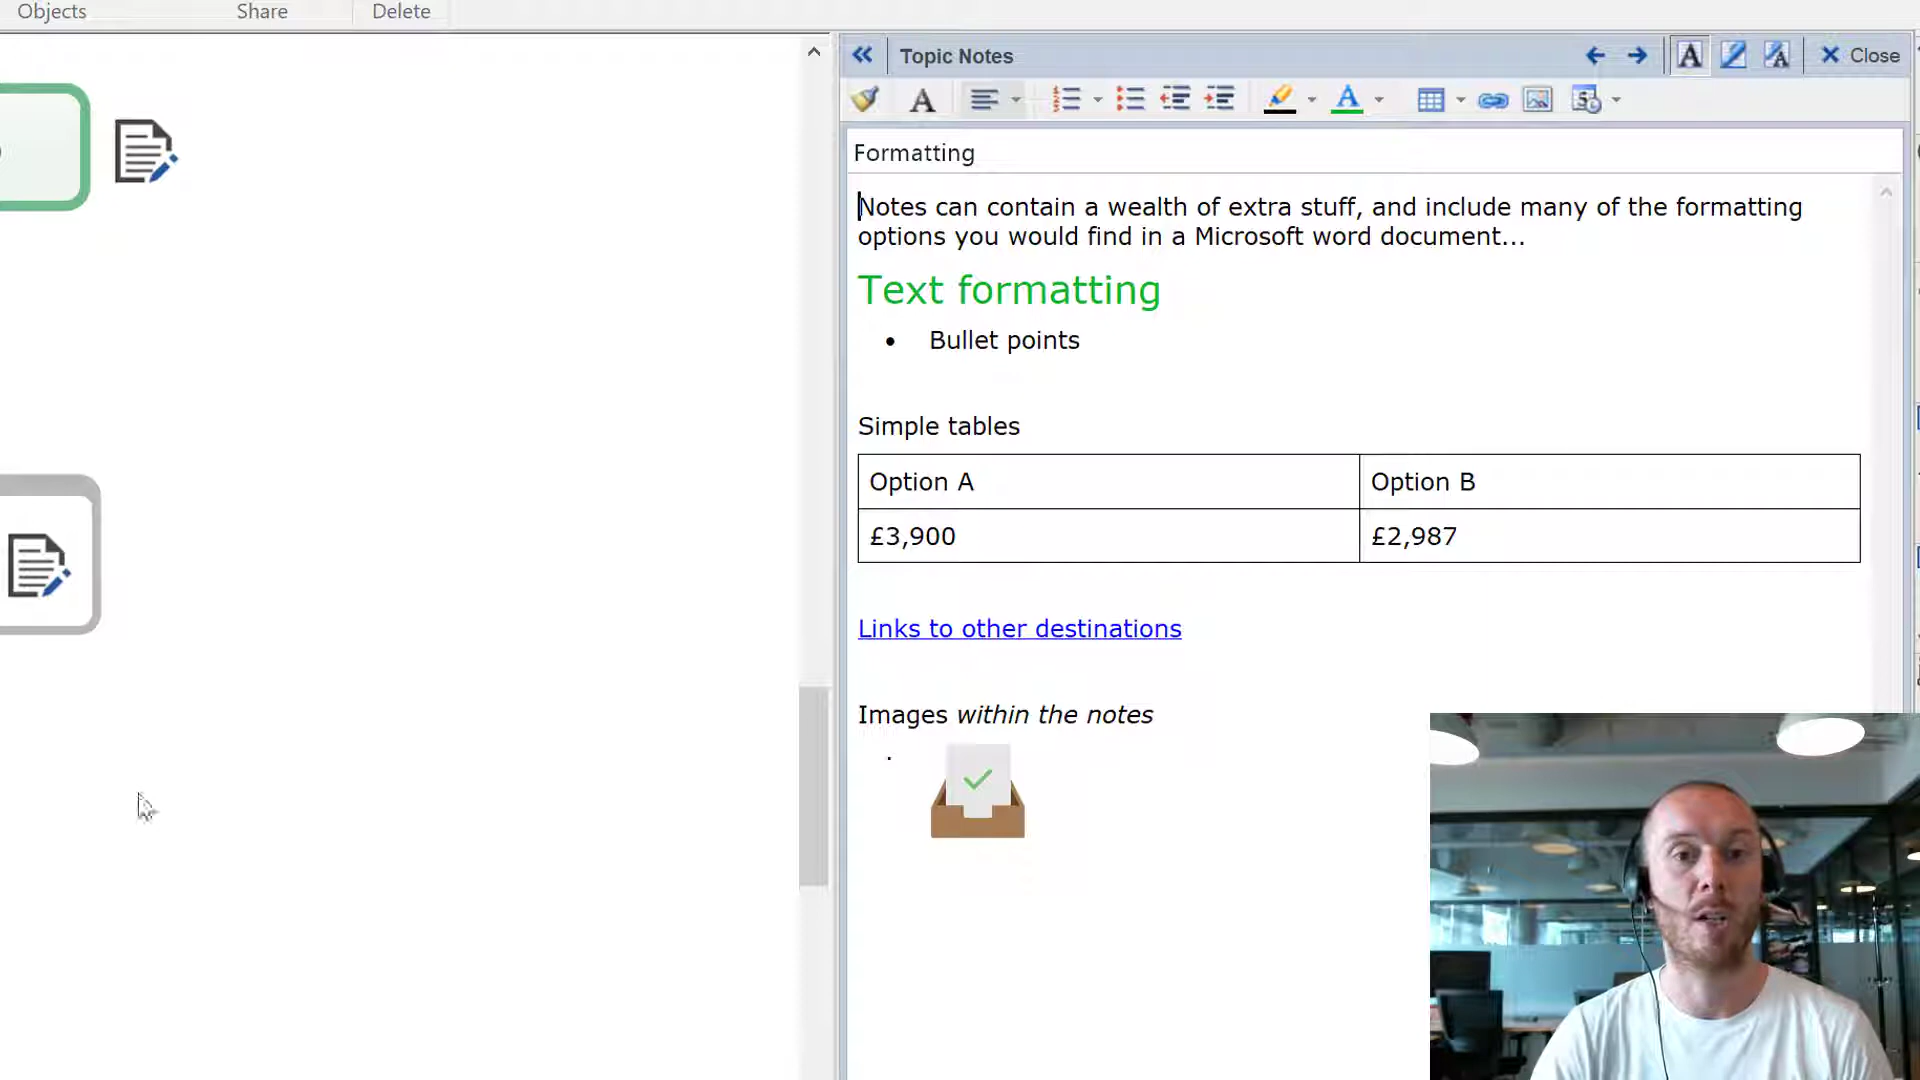 Objects
Share
Delete
Topic Notes
Close
Formatting
Notes can contain a wealth of extra stuff, and include many of the formatting
options you would find in a Microsoft word document...
Text formatting
• Bullet points
Simple tables
Option A
Option B
£3,900
£2,987
Links to other destinations
Images within the notes